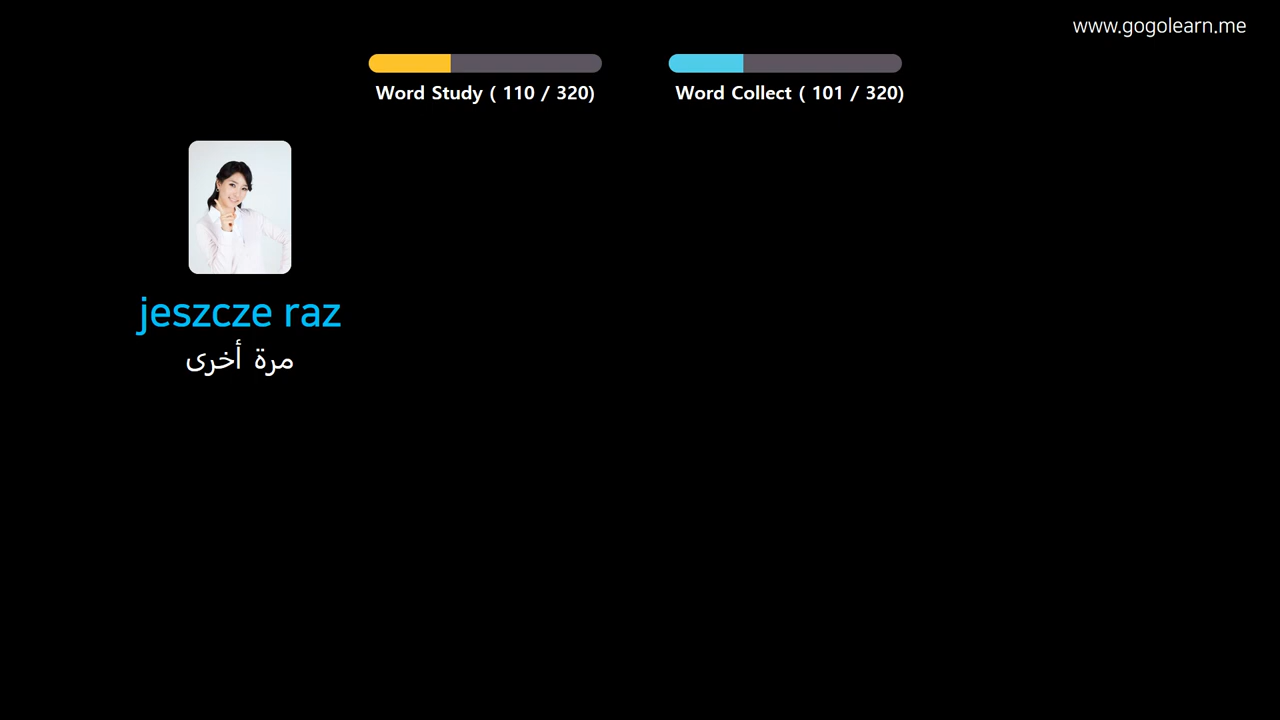 www.gogolearn.me
Word Study ( 110 / 320)
Word Collect ( 101 / 320)
jeszcze raz
مرة أخرى